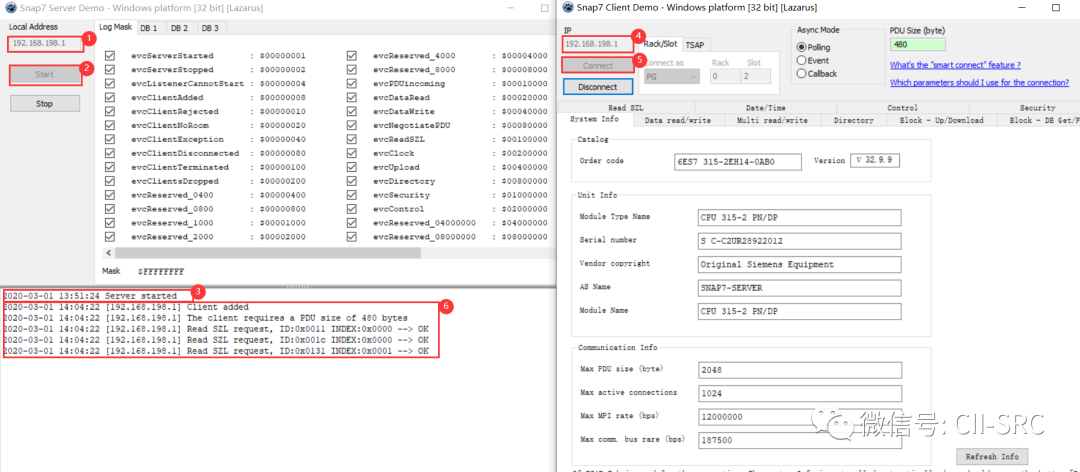 Snap7 Server Demo - Windows platform [32 bit] [Lazarus]
Local Address
192.168.198.1
1
Start
2
Stop
Log Mask DB 1 DB 2 DB 3
evcServerStarted : $00000001
evcServerStopped : $00000002
evcListenerCannotStart : $00000004
evcClientAdded : $00000008
evcClientRejected : $00000010
evcClientNoRoom : $00000020
evcClientException : $00000040
evcClientDisconnected : $00000080
evcClientTerminated : $00000100
evcClientsDropped : $00000200
evcReserved_0400 : $00000400
evcReserved_0800 : $00000800
evcReserved_1000 : $00001000
evcReserved_2000 : $00002000
evcReserved_4000 : $00004000
evcReserved_8000 : $00008000
evcPDUincoming : $00010000
evcDataRead : $00020000
evcDataWrite : $00040000
evcNegotiatePDU : $00080000
evcReadSZL : $00100000
evcClock : $00200000
evcUpload : $00400000
evcDirectory : $00800000
evcSecurity : $01000000
evcControl : $02000000
evcReserved_04000000 : $04000000
evcReserved_08000000 : $08000000
Mask $FFFFFFFF
2020-03-01 13:51:24 Server started
3
2020-03-01 14:04:22 [192.168.198.1] Client added
6
2020-03-01 14:04:22 [192.168.198.1] The client requires a PDU size of 480 bytes
2020-03-01 14:04:22 [192.168.198.1] Read SZL request, ID:0x0011 INDEX:0x0000 --> OK
2020-03-01 14:04:22 [192.168.198.1] Read SZL request, ID:0x001c INDEX:0x0000 --> OK
2020-03-01 14:04:22 [192.168.198.1] Read SZL request, ID:0x0131 INDEX:0x0001 --> OK
Snap7 Client Demo - Windows platform [32 bit] [Lazarus]
IP
192.168.198.1
4
Connect
5
Disconnect
Rack/Slot TSAP
Connect as Rack Slot
PG 0 2
Async Mode
Polling
Event
Callback
PDU Size (byte)
480
What's the "smart connect" feature ?
Which parameters should I use for the connection?
Read SZL Date/Time Control Security
System Info Data read/write Multi read/write Directory Block - Up/Download Block - DB Get/F
Catalog
Order code 6ES7 315-2EH14-0AB0 Version V 32.9.9
Unit Info
Module Type Name CPU 315-2 PN/DP
Serial number S C-C2UR28922012
Vendor copyright Original Siemens Equipment
AS Name SNAP7-SERVER
Module Name CPU 315-2 PN/DP
Communication Info
Max PDU size (byte) 2048
Max active connections 1024
Max MPI rate (bps) 12000000
Max comm. bus rare (bps) 187500
微信号: CII-SRC
Refresh Info